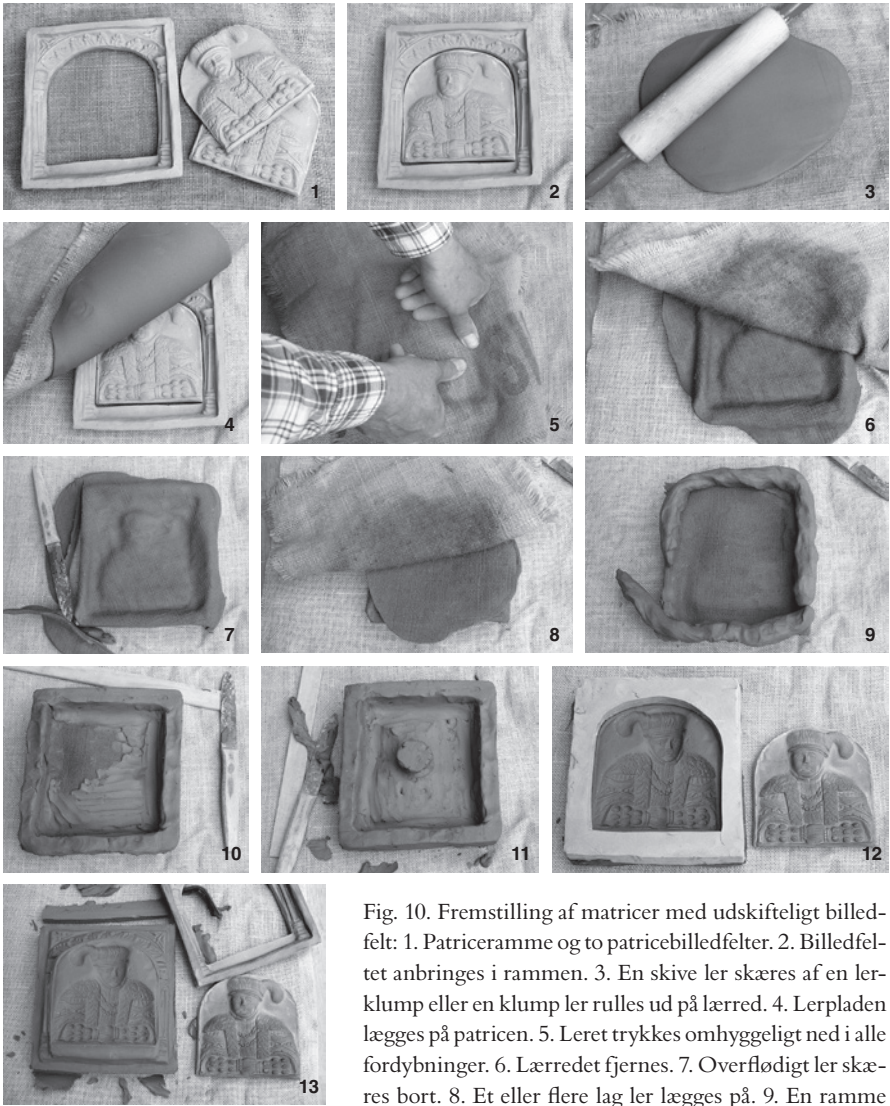 1
2
3
4
5
6
7
8
9
10
11
12
13
Fig. 10. Fremstilling af matricer med udskifteligt billed-
felt: 1. Patriceramme og to patricebilledfelter. 2. Billedfel-
tet anbringes i rammen. 3. En skive ler skæres af en ler-
klump eller en klump ler rulles ud på lærred. 4. Lerpladen
lægges på patricen. 5. Leret trykkes omhyggeligt ned i alle
fordybninger. 6. Lærredet fjernes. 7. Overflødigt ler skæ-
res bort. 8. Et eller flere lag ler lægges på. 9. En ramme